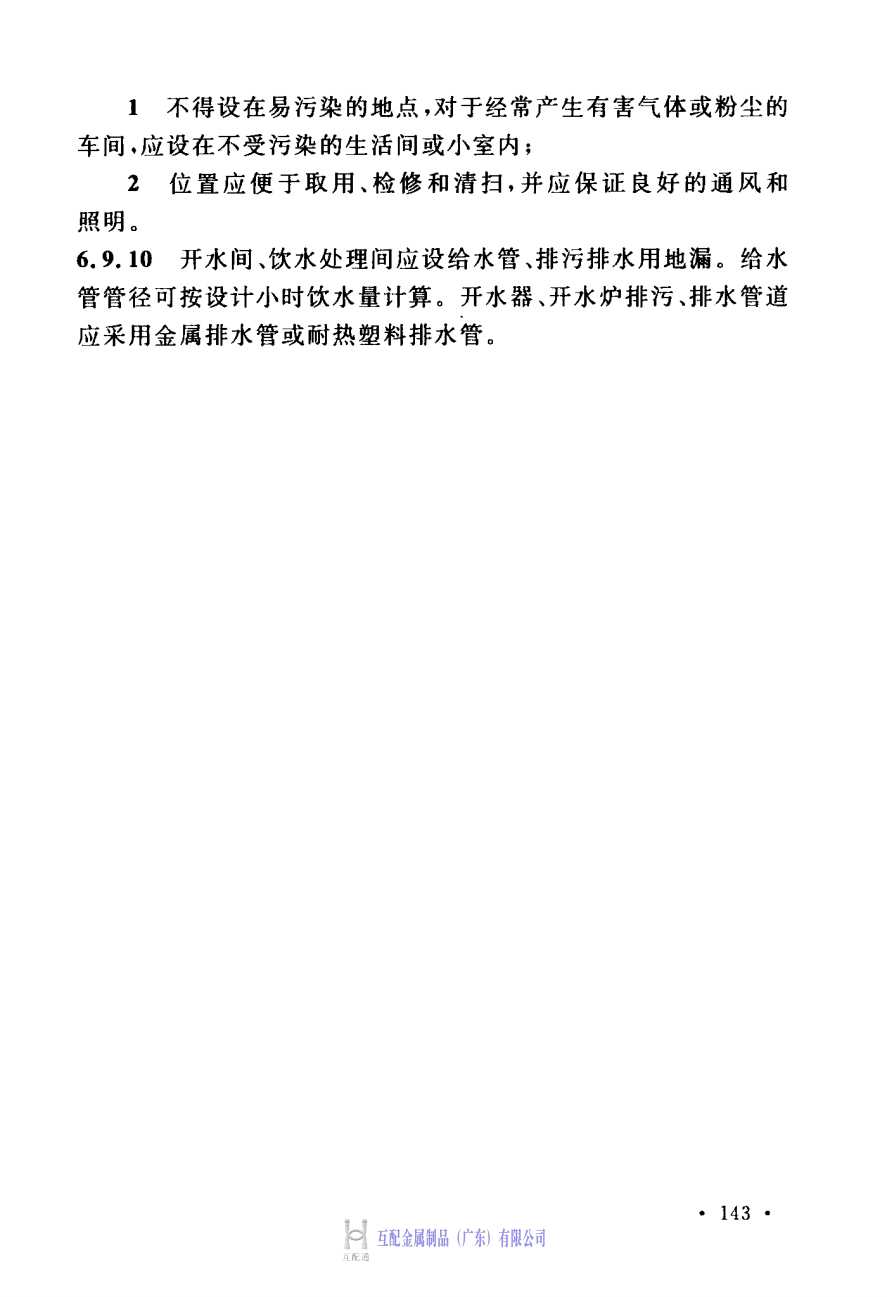 1 不得设在易污染的地点,对于经常产生有害气体或粉尘的
车间,应设在不受污染的生活间或小室内;
2 位置应便于取用、检修和清扫,并应保证良好的通风和
照明。
6.9.10 开水间、饮水处理间应设给水管、排污排水用地漏。给水
管管径可按设计小时饮水量计算。开水器、开水炉排污、排水管道
应采用金属排水管或耐热塑料排水管。
· 143 ·
互配金属制品（广东）有限公司
互配通